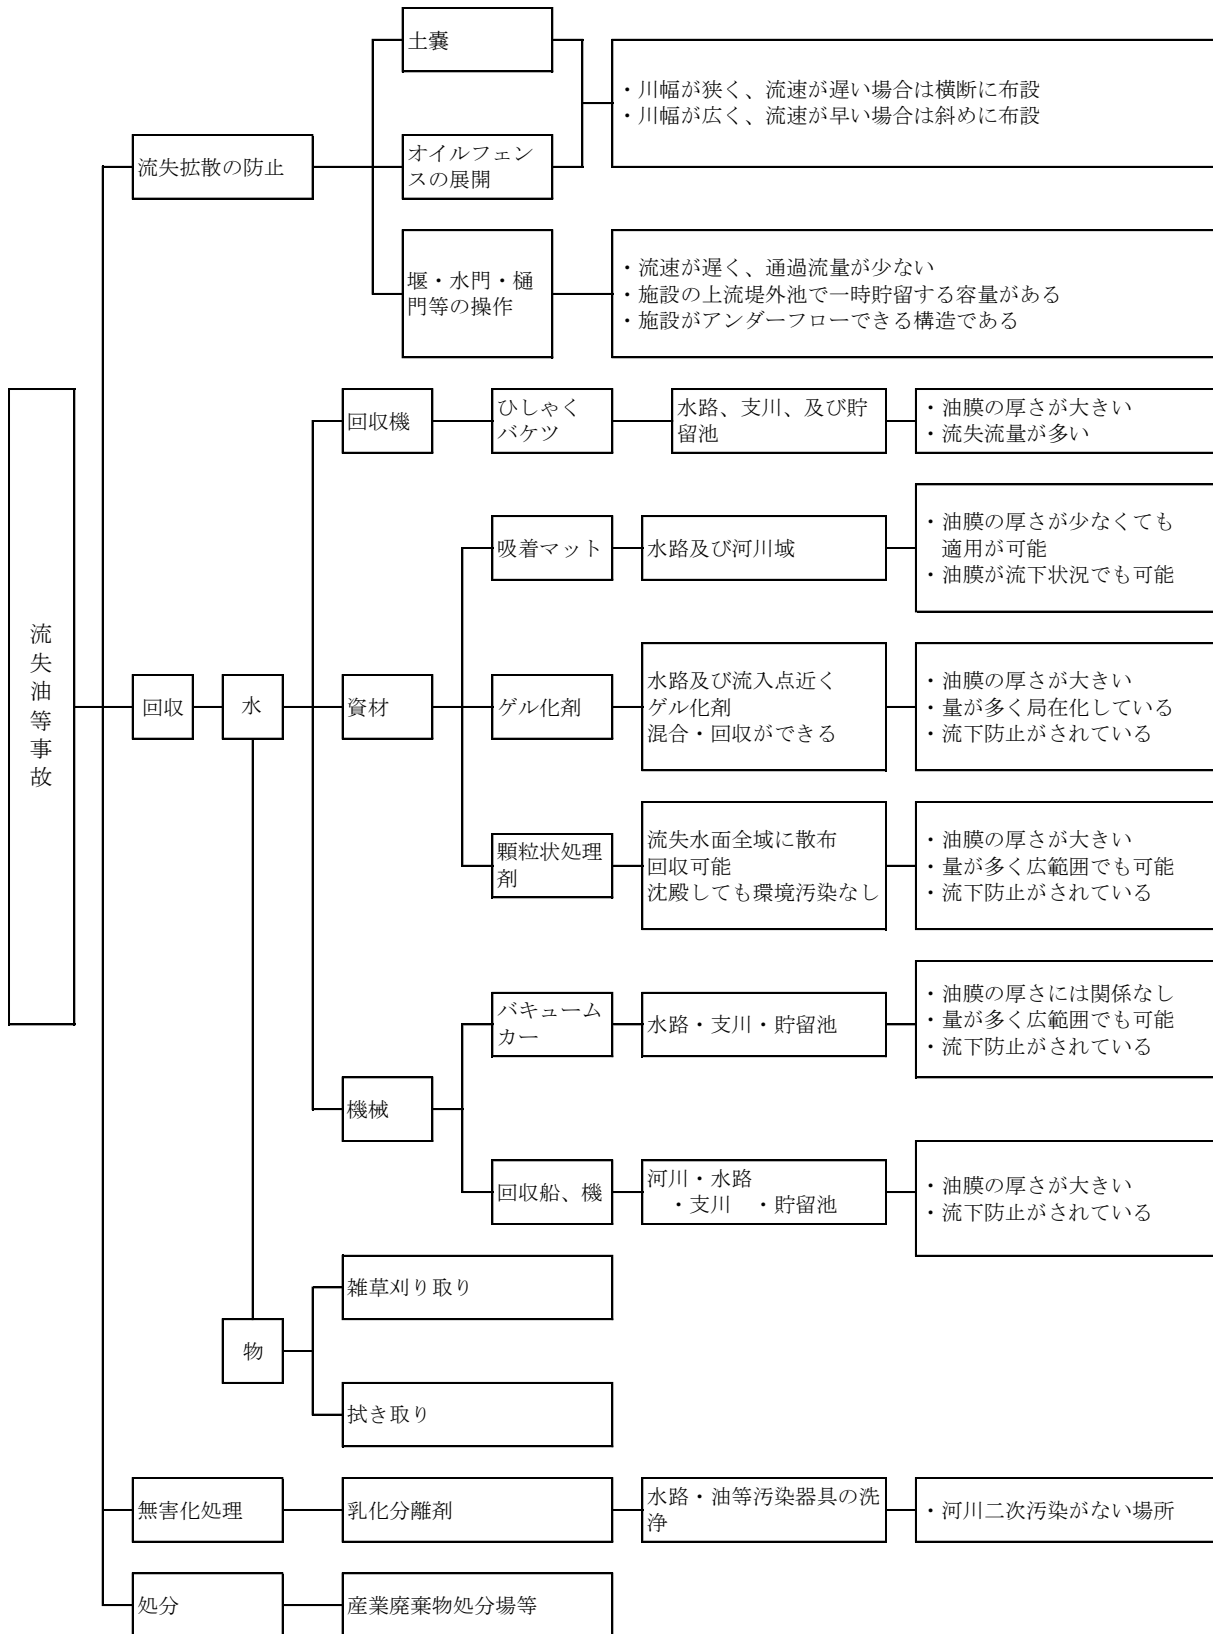 土嚢
・川幅が狭く、流速が遅い場合は横断に布設
・川幅が広く、流速が早い場合は斜めに布設
流失拡散の防止
オイルフェン
スの展開
堰・水門・樋
門等の操作
・流速が遅く、通過流量が少ない
・施設の上流堤外池で一時貯留する容量がある
・施設がアンダーフローできる構造である
流失油等事故
回収機
ひしゃく
バケツ
水路、支川、及び貯
留池
・油膜の厚さが大きい
・流失流量が多い
吸着マット
水路及び河川域
・油膜の厚さが少なくても
適用が可能
・油膜が流下状況でも可能
回収
水
資材
ゲル化剤
水路及び流入点近く
ゲル化剤
混合・回収ができる
・油膜の厚さが大きい
・量が多く局在化している
・流下防止がされている
顆粒状処理
剤
流失水面全域に散布
回収可能
沈殿しても環境汚染なし
・油膜の厚さが大きい
・量が多く広範囲でも可能
・流下防止がされている
機械
バキューム
カー
水路・支川・貯留池
・油膜の厚さには関係なし
・量が多く広範囲でも可能
・流下防止がされている
回収船、機
河川・水路
・支川　・貯留池
・油膜の厚さが大きい
・流下防止がされている
物
雑草刈り取り
拭き取り
無害化処理
乳化分離剤
水路・油等汚染器具の洗
浄
・河川二次汚染がない場所
処分
産業廃棄物処分場等